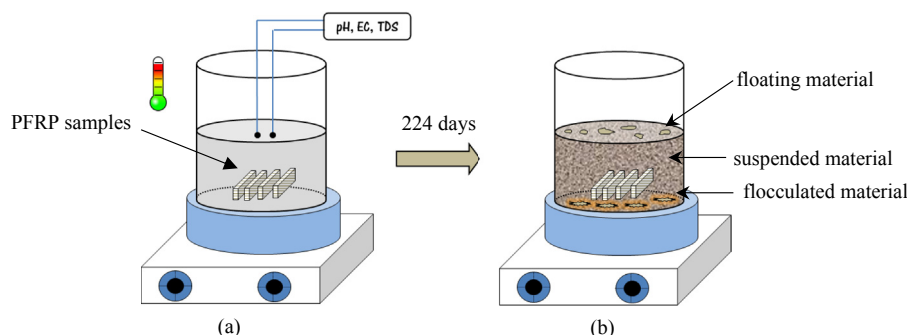 pH, EC, TDS
PFRP samples
224 days
floating material
suspended material
flocculated material
(a)
(b)